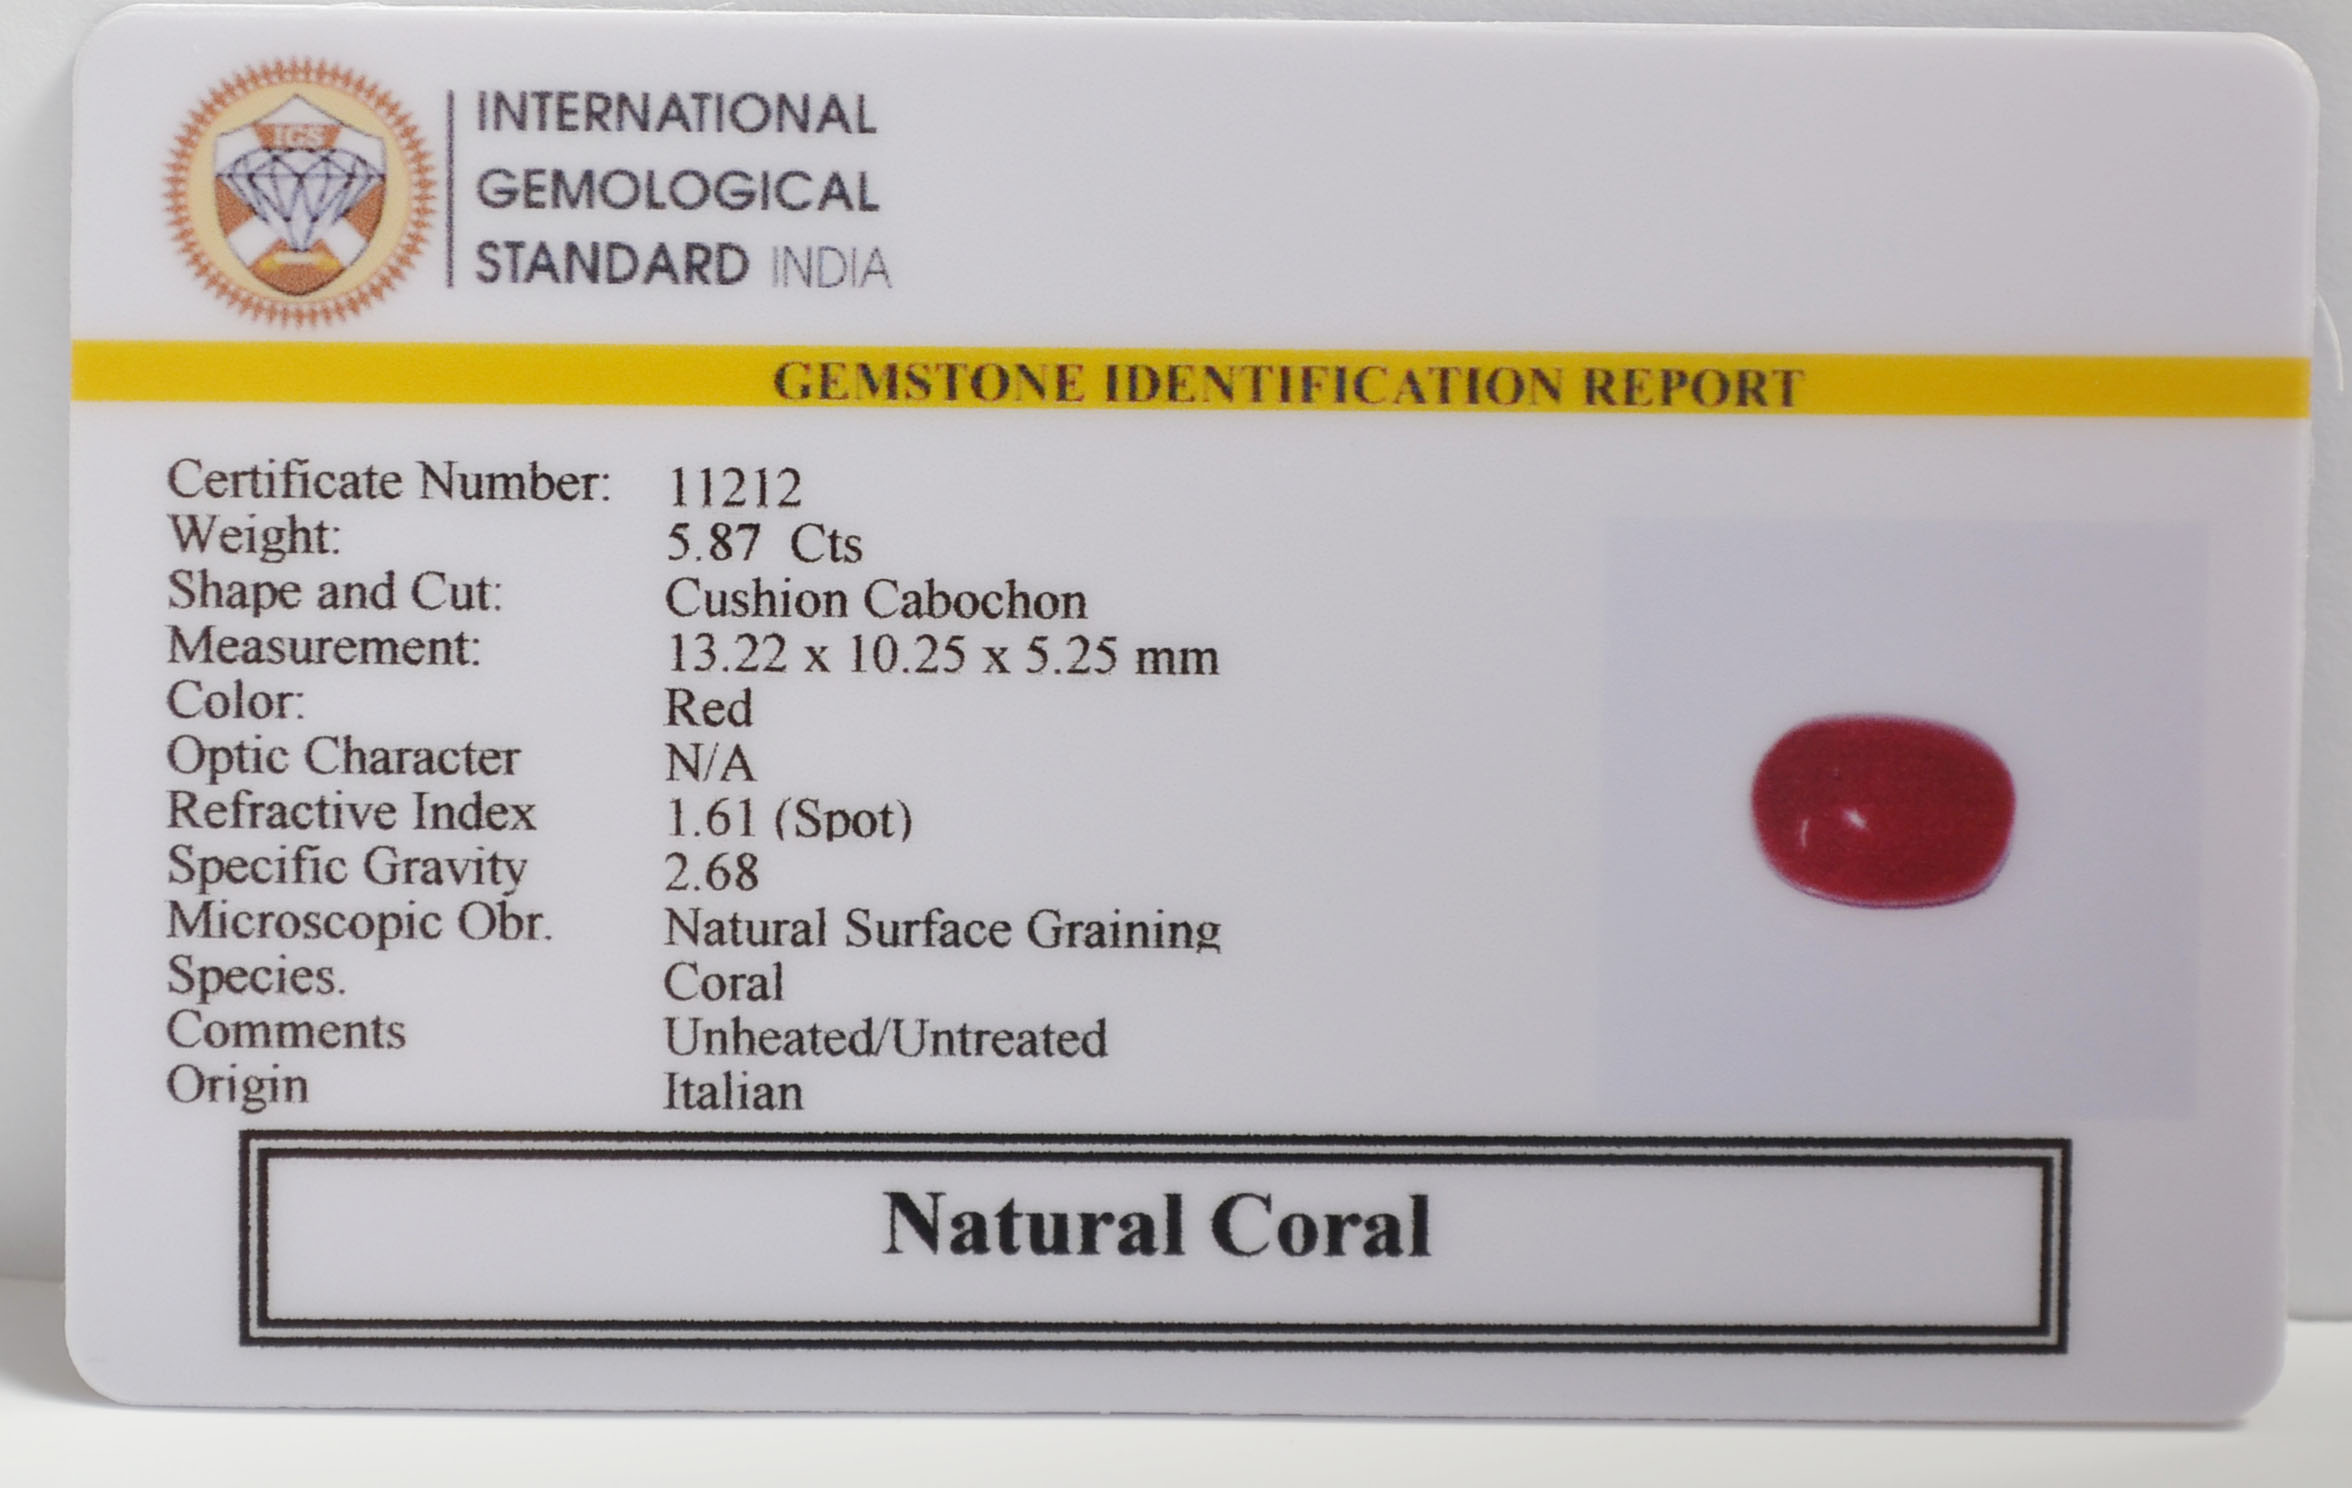 IGS
INTERNATIONAL
GEMOLOGICAL
STANDARD INDIA
GEMSTONE IDENTIFICATION REPORT
Certificate Number: 11212
Weight: 5.87 Cts
Shape and Cut: Cushion Cabochon
Measurement: 13.22 x 10.25 x 5.25 mm
Color: Red
Optic Character N/A
Refractive Index 1.61 (Spot)
Specific Gravity 2.68
Microscopic Obr. Natural Surface Graining
Species. Coral
Comments Unheated/Untreated
Origin Italian
Natural Coral